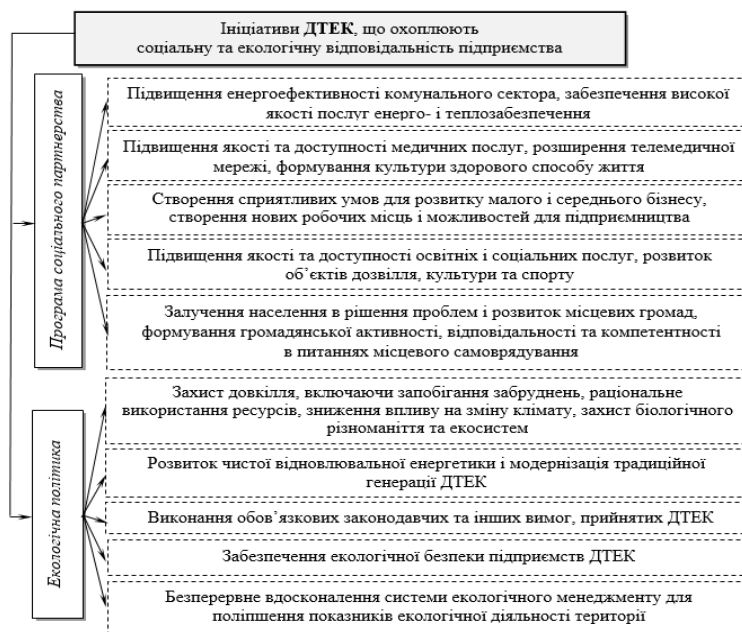 Ініціативи ДТЕК, що охоплюють
соціальну та екологічну відповідальність підприємства
Програма соціального партнерства
Підвищення енергоефективності комунального сектора, забезпечення високої
якості послуг енерго- і теплозабезпечення
Підвищення якості та доступності медичних послуг, розширення телемедичної
мережі, формування культури здорового способу життя
Створення сприятливих умов для розвитку малого і середнього бізнесу,
створення нових робочих місць і можливостей для підприємництва
Підвищення якості та доступності освітніх і соціальних послуг, розвиток
об’єктів дозвілля, культури та спорту
Залучення населення в рішення проблем і розвиток місцевих громад,
формування громадянської активності, відповідальності та компетентності
в питаннях місцевого самоврядування
Екологічна політика
Захист довкілля, включаючи запобігання забруднень, раціональне
використання ресурсів, зниження впливу на зміну клімату, захист біологічного
різноманіття та екосистем
Розвиток чистої відновлювальної енергетики і модернізація традиційної
генерації ДТЕК
Виконання обов’язкових законодавчих та інших вимог, прийнятих ДТЕК
Забезпечення екологічної безпеки підприємств ДТЕК
Безперервне вдосконалення системи екологічного менеджменту для
поліпшення показників екологічної діяльності території